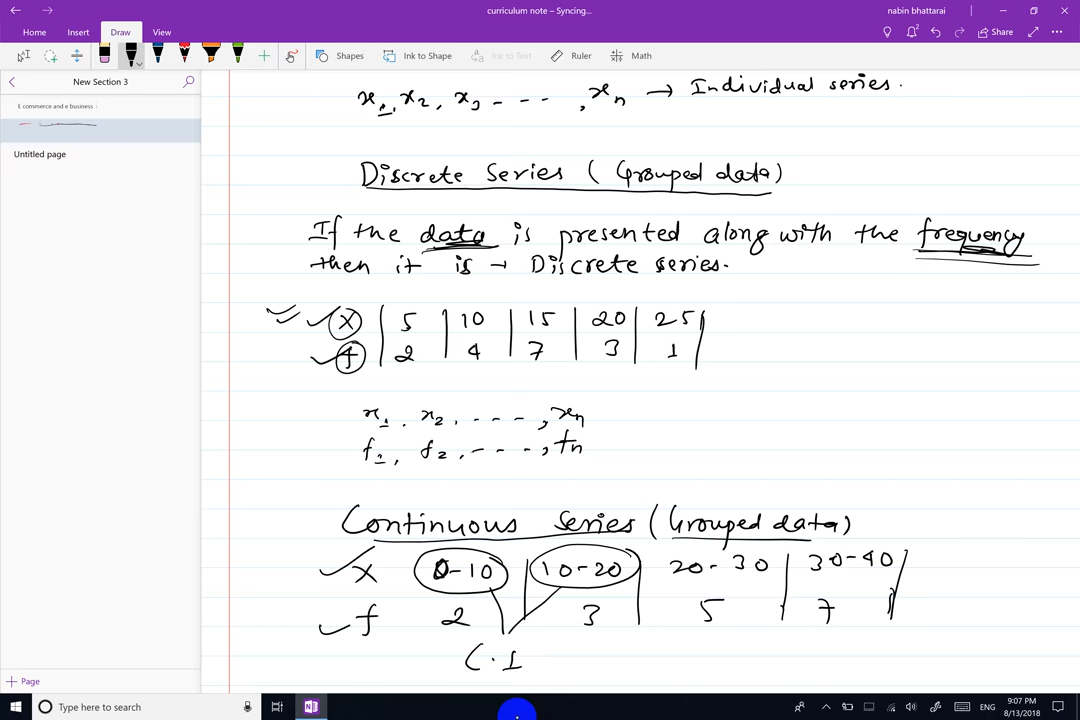 curriculum note - Syncing...
nabin bhattarai
Home Insert Draw View
Share
Shapes Ink to Shape Ink to Text Ruler Math
New Section 3
E commerce and e business
Untitled page
x1, x2, x3 - - - - - , xn → Individual series.
Discrete Series ( Grouped data)
If the data is presented along with the frequency
then it is → Discrete series.
X 5 10 15 20 25
f 2 4 7 3 1
x1, x2, - - - - , xn
f1, f2, - - - - , fn
Continuous Series (Grouped data)
X 0-10 10-20 20-30 30-40
f 2 3 5 7
C.I
+ Page
Type here to search
ENG
9:07 PM
8/13/2018